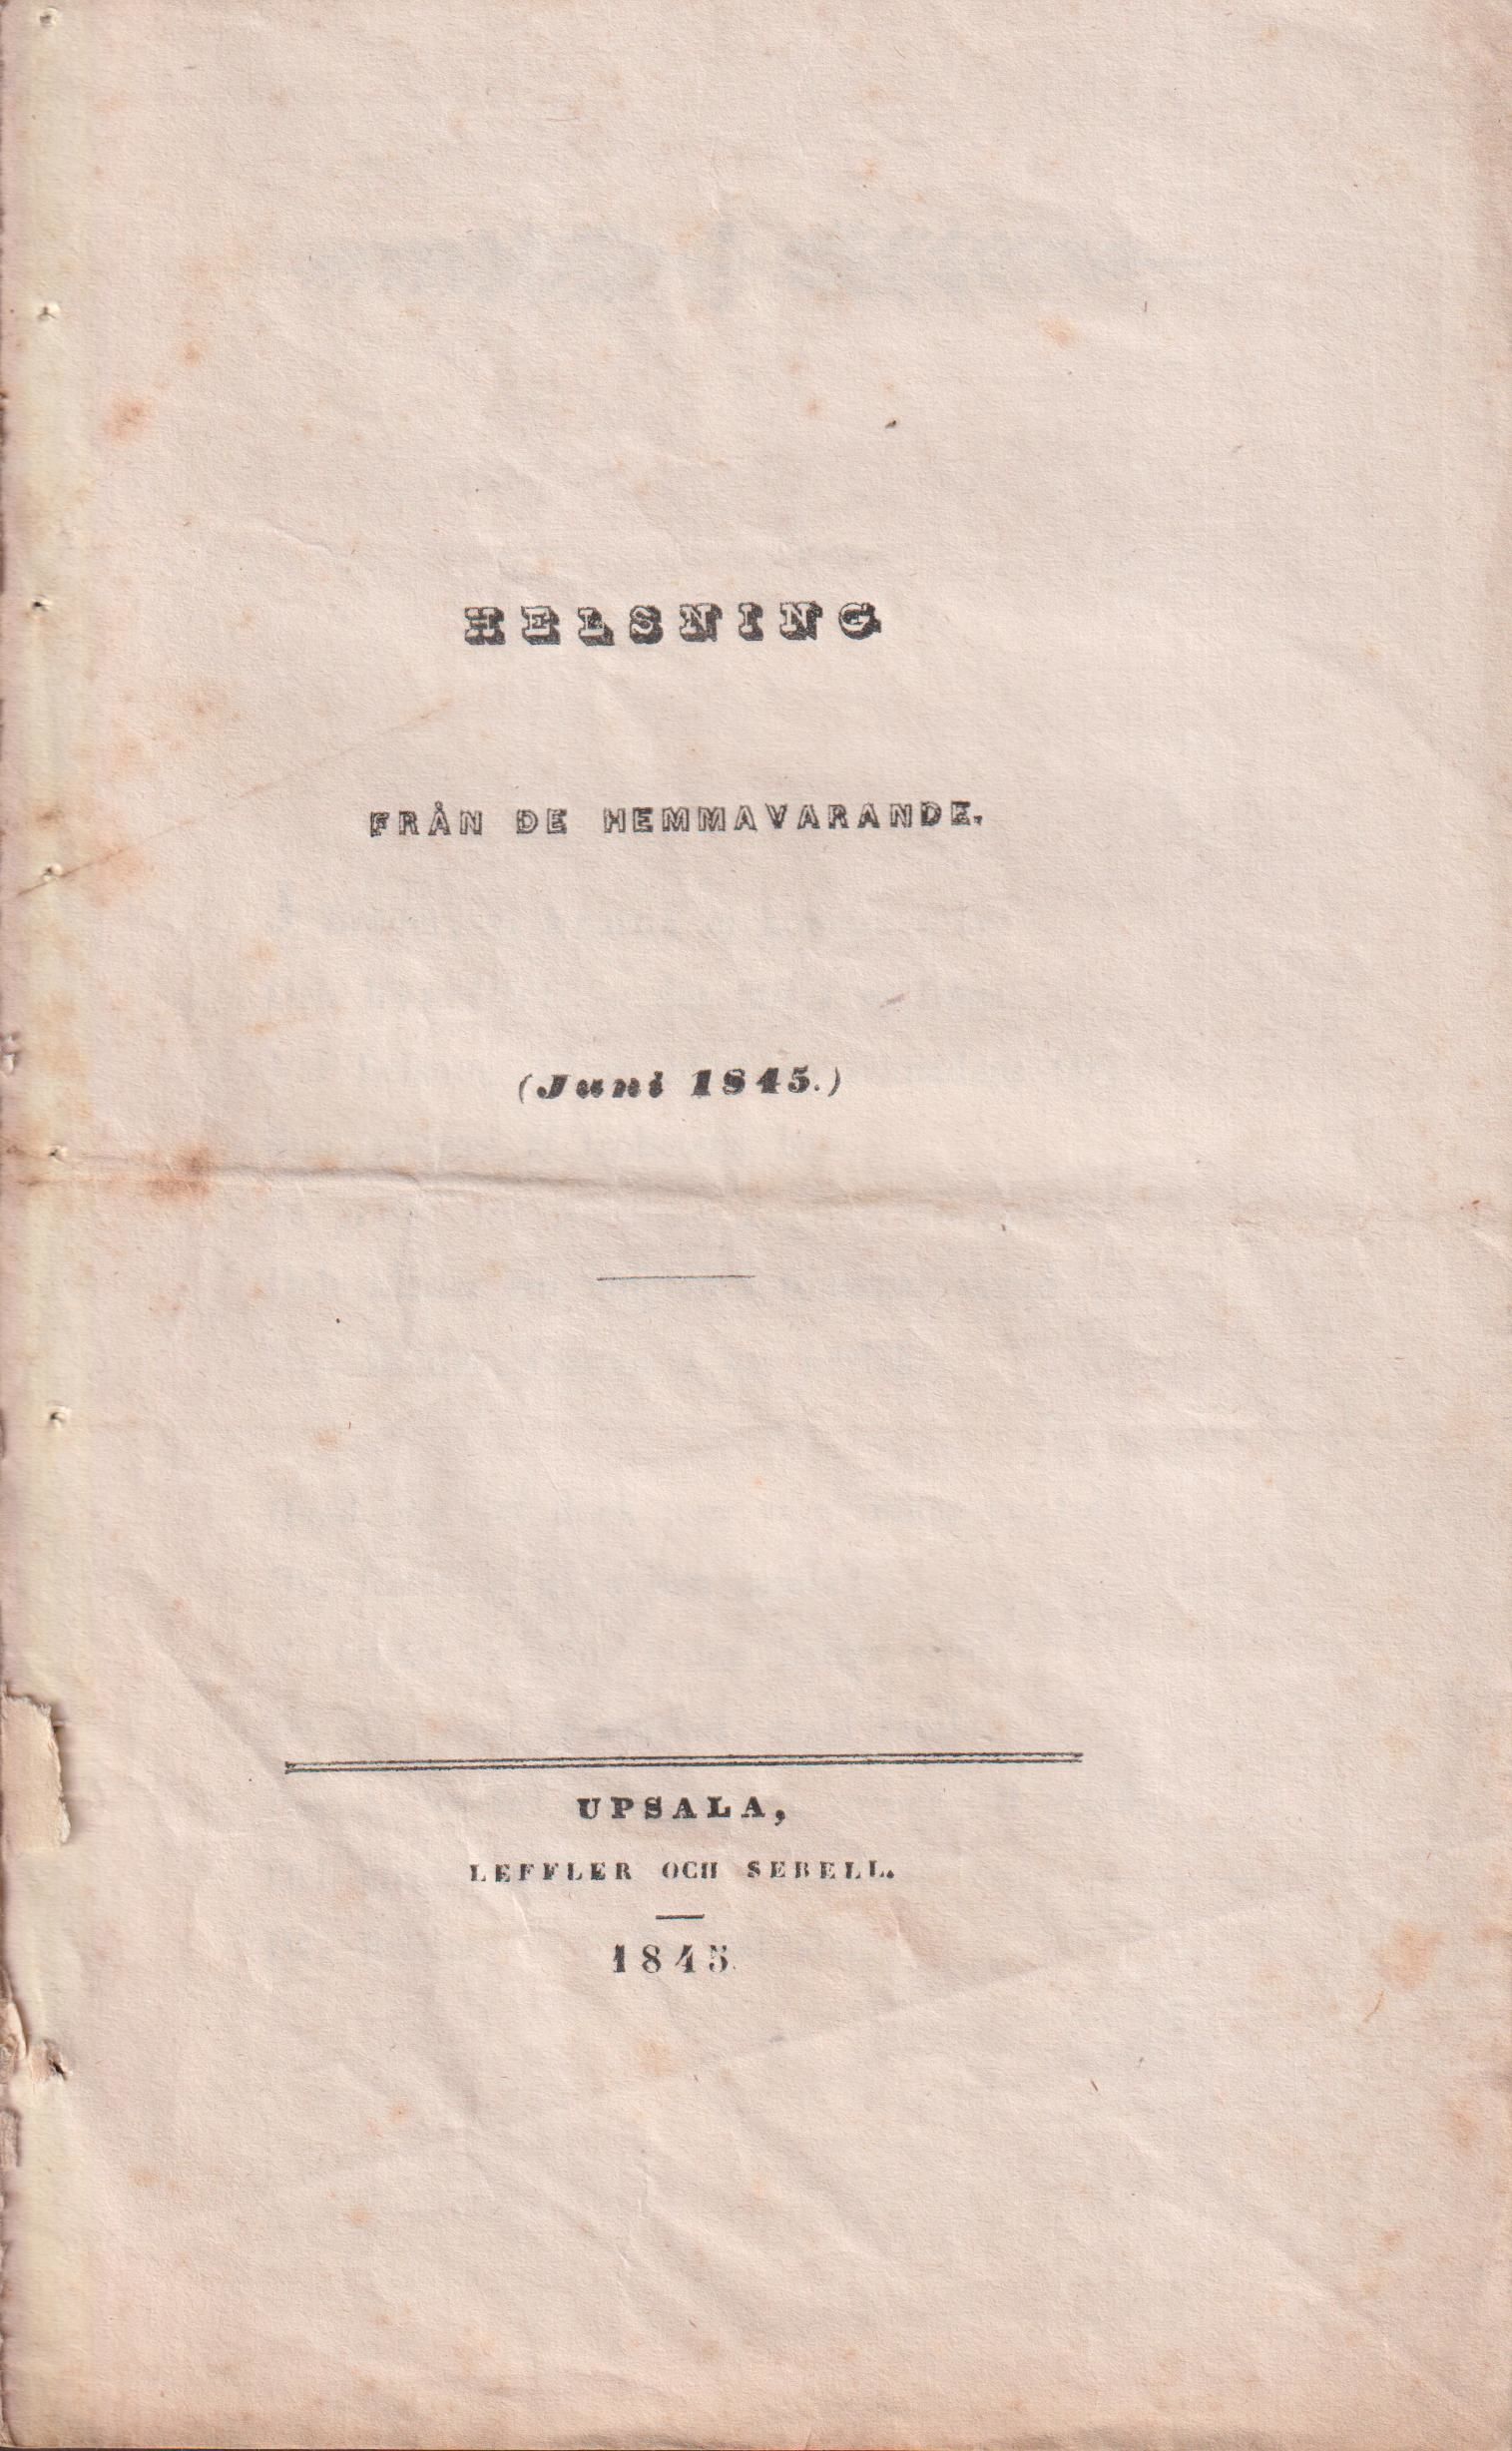 HELSNING
FRÅN DE HEMMAVARANDE.
(Juni 1845.)
UPSALA,
LEFFLER OCH SEBELL.
1845.